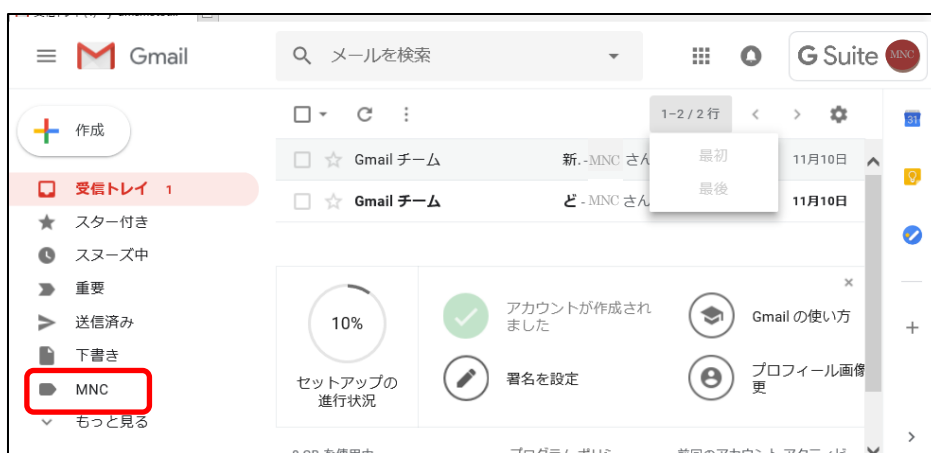 Gmail
メールを検索
G Suite
MNC
作成
1-2 / 2 行
31
最初
最後
受信トレイ 1
スター付き
スヌーズ中
重要
送信済み
下書き
MNC
もっと見る
Gmail チーム 新. - MNC さん 11月10日
Gmail チーム ど - MNC さん 11月10日
10%
セットアップの
進行状況
アカウントが作成され
ました
Gmail の使い方
署名を設定
プロフィール画像
更